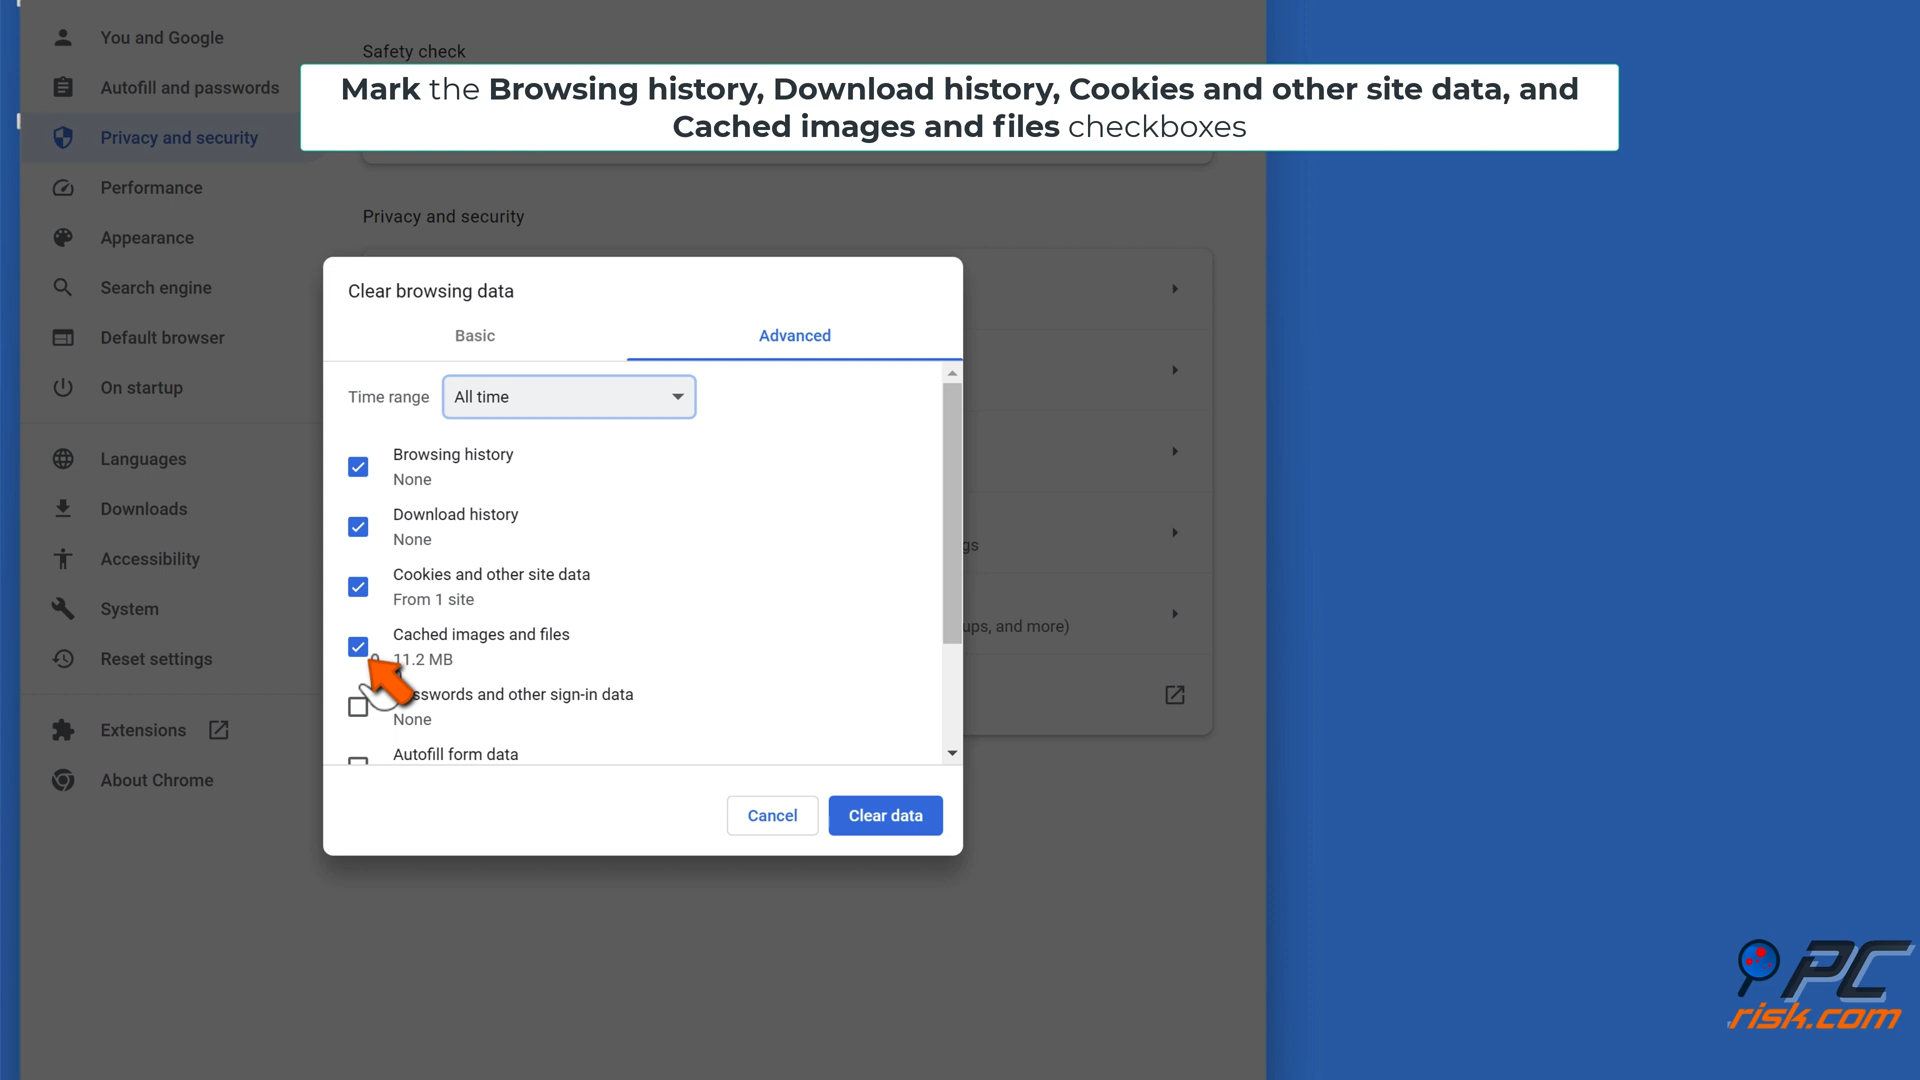 You and Google
Autofill and passwords
Privacy and security
Performance
Appearance
Search engine
Default browser
On startup
Languages
Downloads
Accessibility
System
Reset settings
Extensions
About Chrome
Safety check
Mark the Browsing history, Download history, Cookies and other site data, and
Cached images and files checkboxes
Privacy and security
Clear browsing data
Basic
Advanced
Time range
All time
Browsing history
None
Download history
None
Cookies and other site data
From 1 site
Cached images and files
11.2 MB
sswords and other sign-in data
None
Autofill form data
Cancel
Clear data
gs
ups, and more)
PC
risk.com